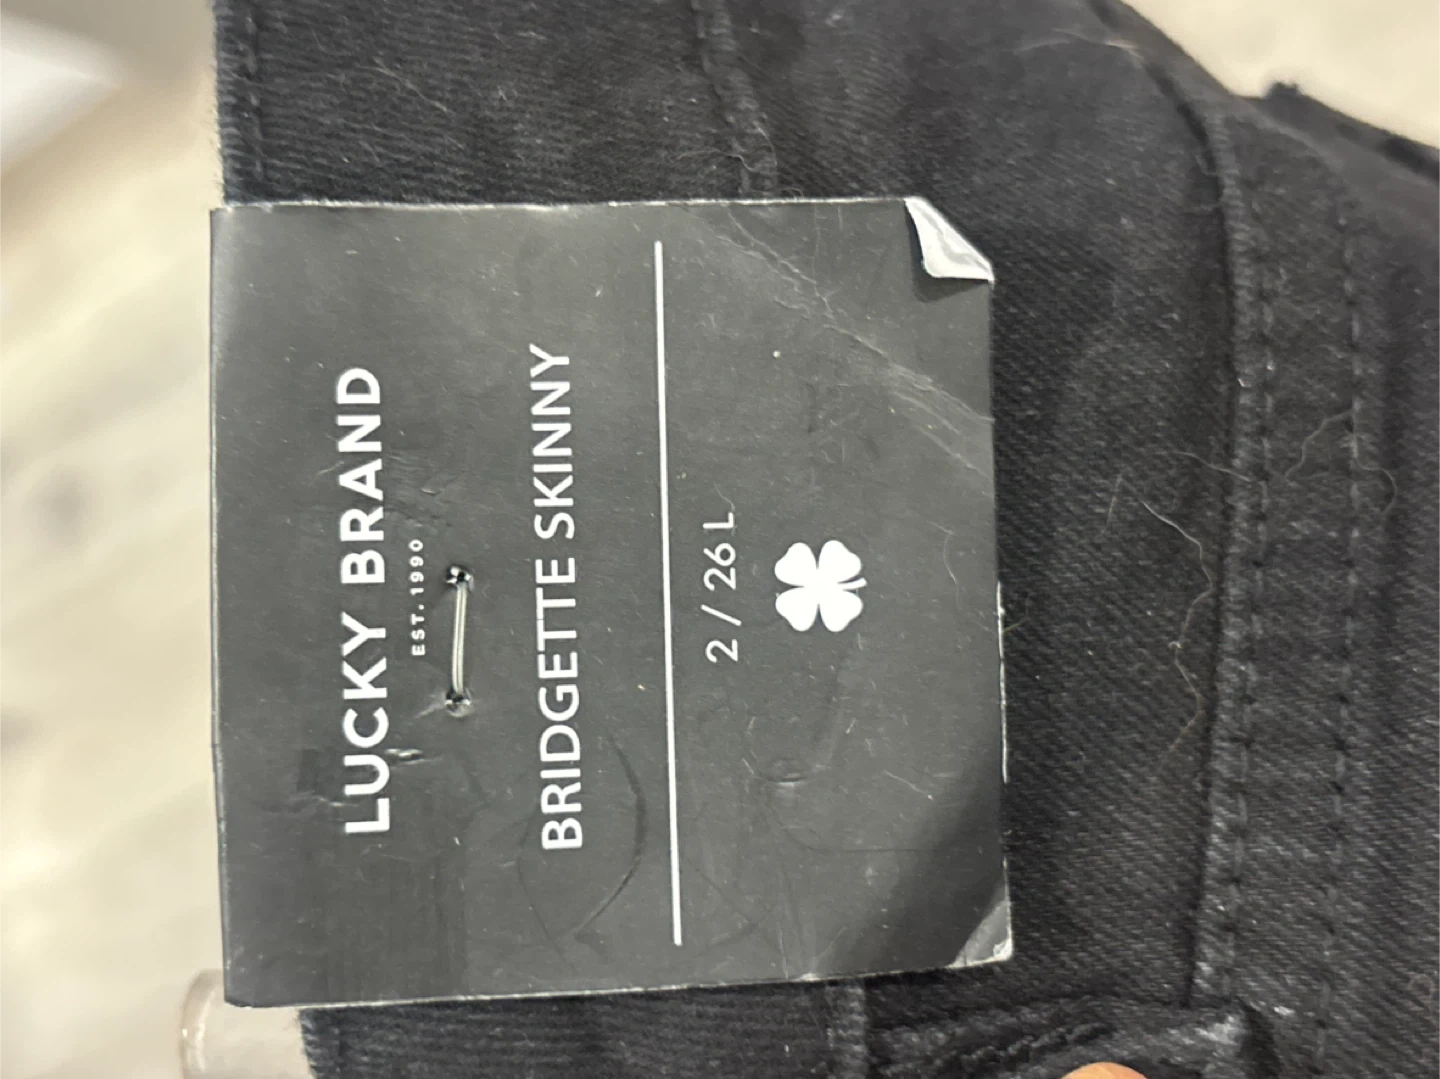 LUCKY BRAND
EST. 1990
BRIDGETTE SKINNY
2 / 26 L